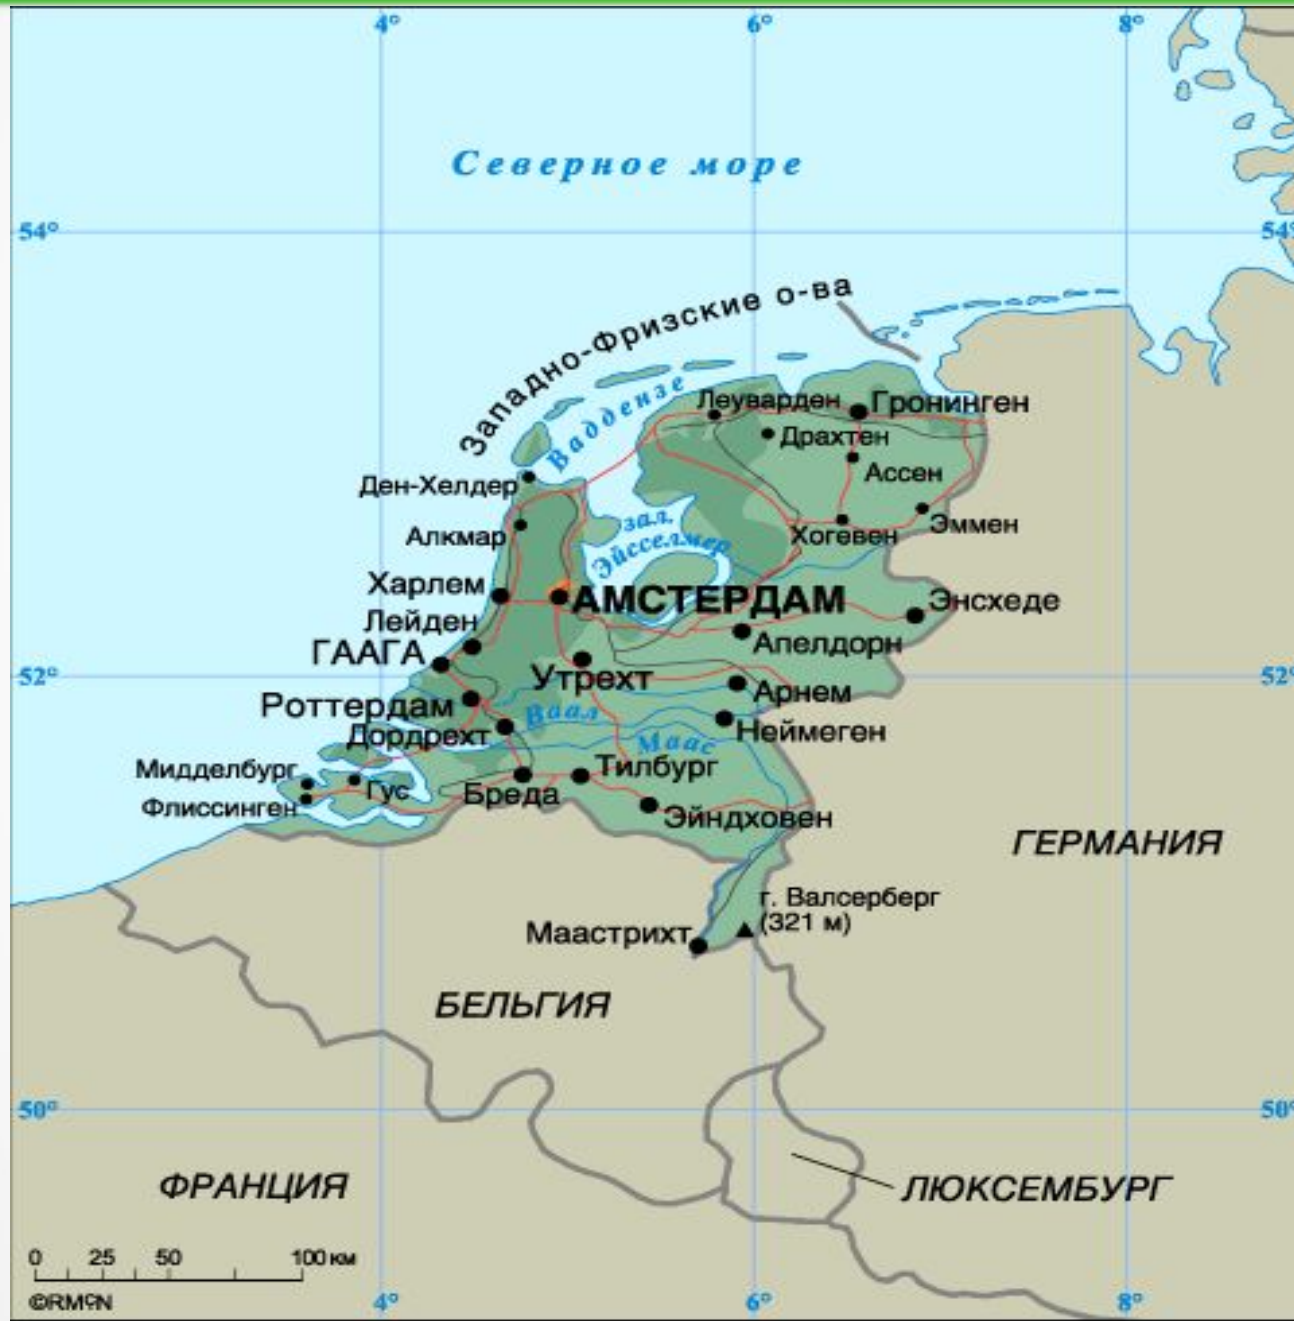 4°
6°
8°
Северное море
54°
54°
Западно-Фризские о-ва
Ваддензе
Леуварден
Гронинген
Драхтен
Ассен
Ден-Хелдер
Алкмар
зал.
Эйсселмер
Хогевен
Эммен
Харлем
АМСТЕРДАМ
Энсхеде
Лейден
Апелдорн
ГААГА
Утрехт
52°
52°
Арнем
Роттердам
Ваал
Неймеген
Дордрехт
Маас
Мидделбург
Тилбург
Гус
Бреда
Флиссинген
Эйндховен
ГЕРМАНИЯ
г. Валсерберг
(321 м)
Маастрихт
БЕЛЬГИЯ
50°
50°
ФРАНЦИЯ
ЛЮКСЕМБУРГ
0 25 50 100 км
©RMCN
4°
6°
8°